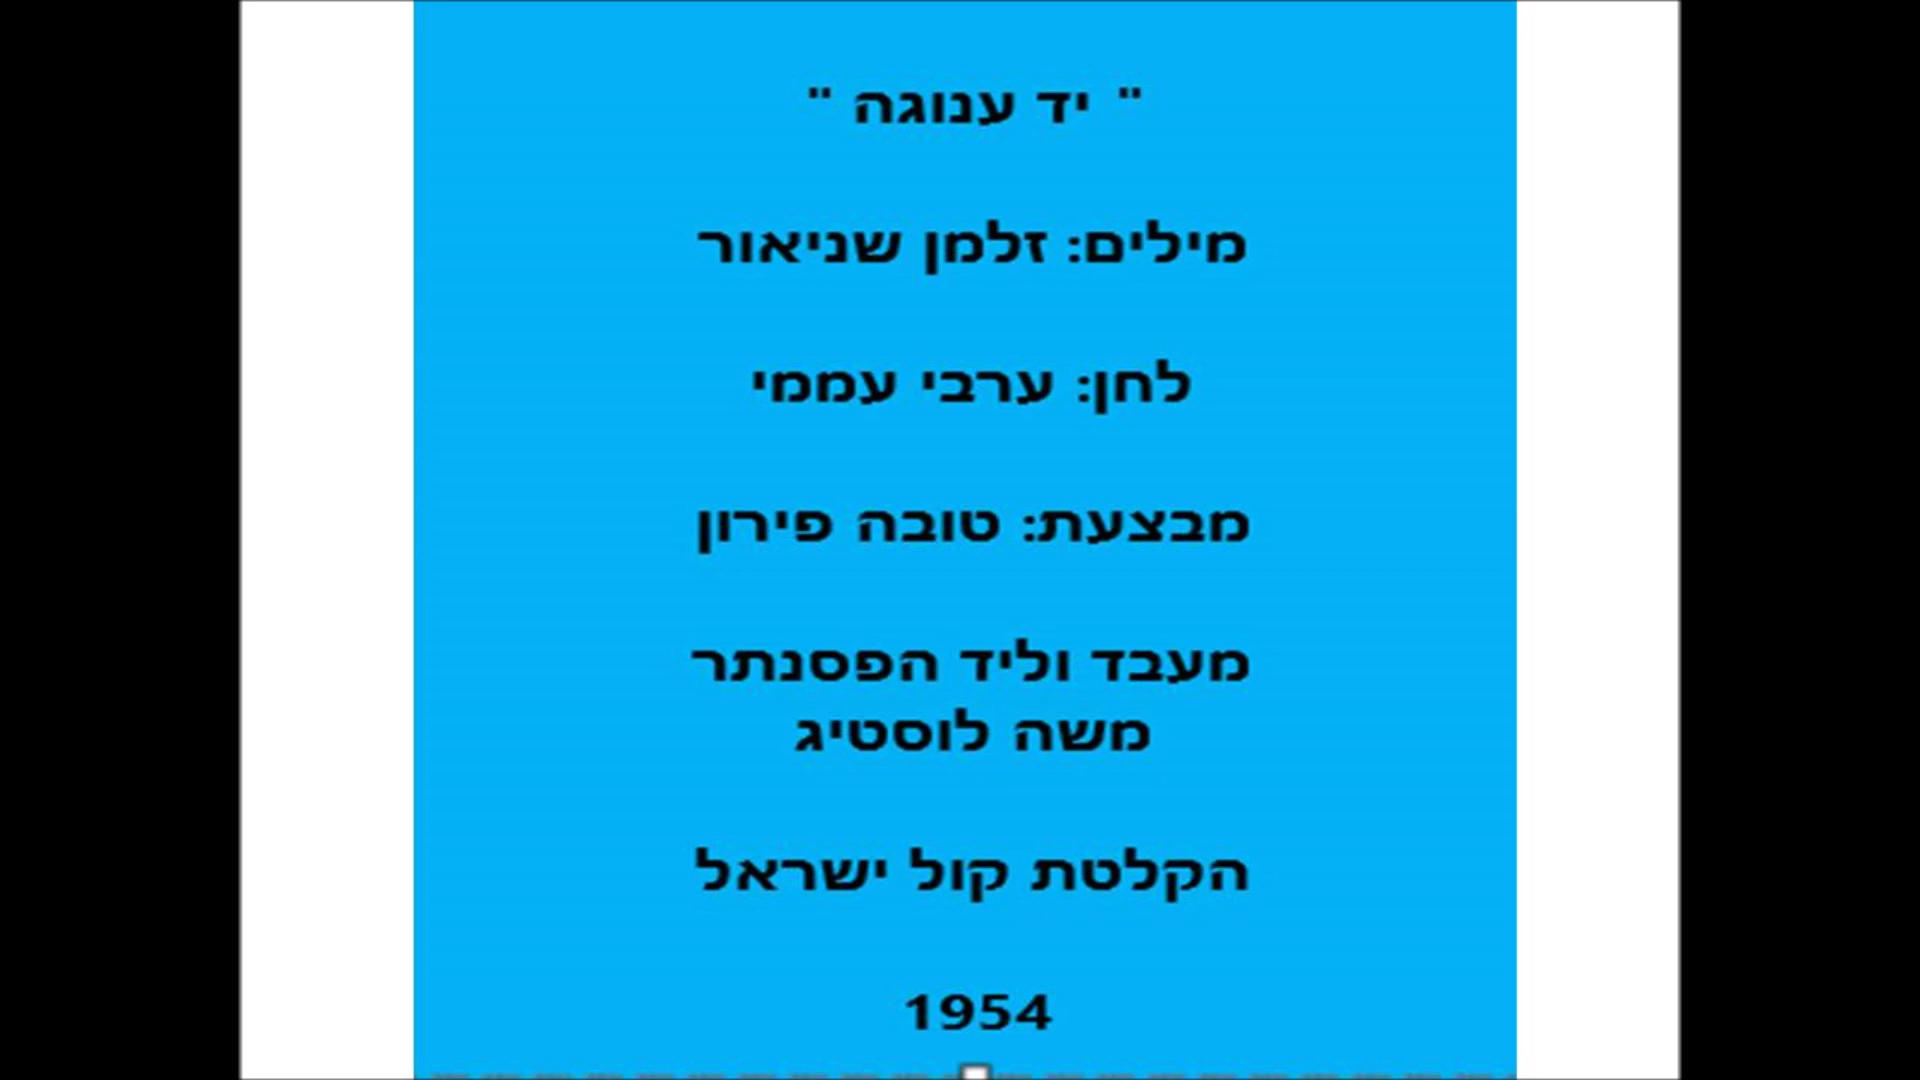 " יד ענוגה "
מילים: זלמן שניאור
לחן: ערבי עממי
מבצעת: טובה פירון
מעבד וליד הפסנתר
משה לוסטיג
הקלטת קול ישראל
1954